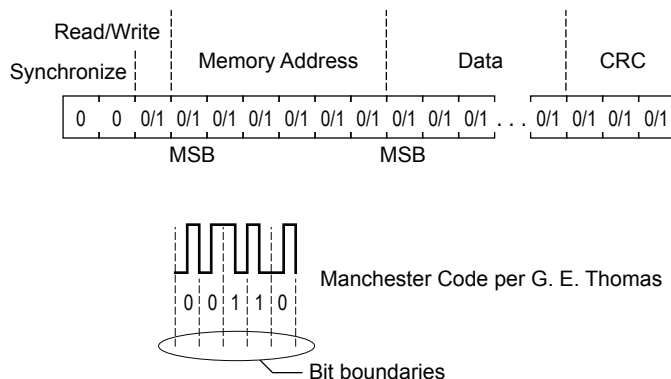 Read/Write
Synchronize Memory Address Data CRC
0 0 0/1 0/1 0/1 0/1 0/1 0/1 0/1 0/1 0/1 0/1 . . . 0/1 0/1 0/1 0/1
MSB MSB
Manchester Code per G. E. Thomas
0 0 1 1 0
Bit boundaries